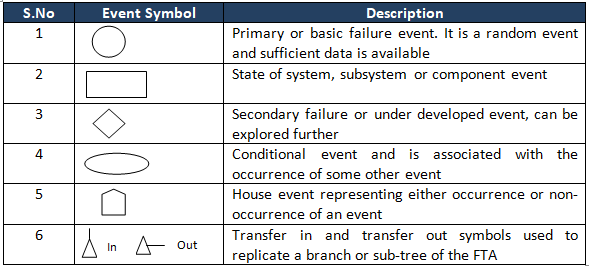 S.No Event Symbol Description
1 Primary or basic failure event. It is a random event
and sufficient data is available
2 State of system, subsystem or component event
3 Secondary failure or under developed event, can be
explored further
4 Conditional event and is associated with the
occurrence of some other event
5 House event representing either occurrence or non-
occurrence of an event
6 In Out Transfer in and transfer out symbols used to
replicate a branch or sub-tree of the FTA